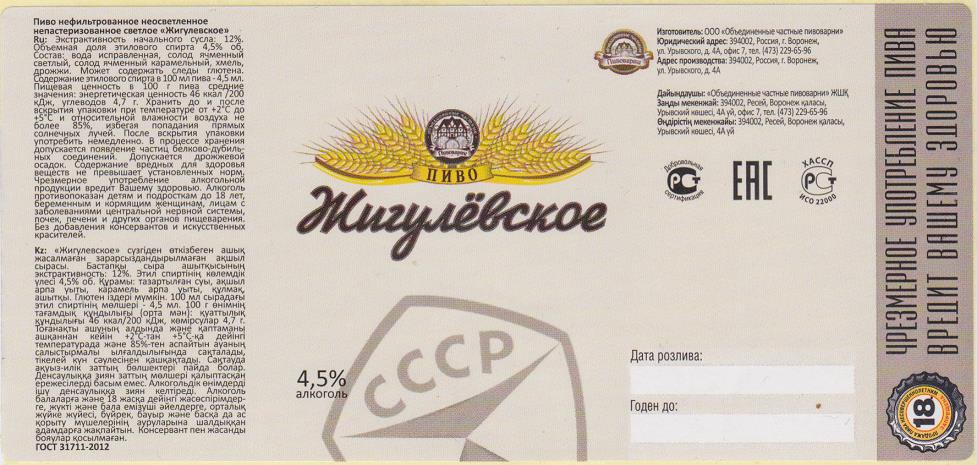 Пиво нефильтрованное неосветленное
непастеризованное светлое «Жигулевское»
Ru: Экстрактивность начального сусла: 12%.
Объемная доля этилового спирта 4,5% об.
Состав: вода исправленная, солод ячменный
светлый, солод ячменный карамельный, хмель,
дрожжи. Может содержать следы глютена.
Содержание этилового спирта в 100 мл пива - 4,5 мл.
Пищевая ценность в 100 г пива средние
значения: энергетическая ценность 46 ккал /200
кДж, углеводов 4,7 г. Хранить до и после
вскрытия упаковки при температуре от +2°С до
+5°С и относительной влажности воздуха не
более 85%, избегая попадания прямых
солнечных лучей. После вскрытия упаковки
употребить немедленно. В процессе хранения
допускается появление частиц белково-дубиль-
ных соединений. Допускается дрожжевой
осадок. Содержание вредных для здоровья
веществ не превышает установленных норм.
Чрезмерное употребление алкогольной
продукции вредит Вашему здоровью. Алкоголь
противопоказан детям и подросткам до 18 лет,
беременным и кормящим женщинам, лицам с
заболеваниями центральной нервной системы,
почек, печени и других органов пищеварения.
Без добавления консервантов и искусственных
красителей.
Kz: «Жигулевское» сүзгіден өткізбеген ашық
жасалмаған зарарсыздандырылмаған ақшыл
сырасы. Бастапқы сыра ашытқысының
экстрактивность: 12%. Этил спиртінің көлемдік
үлесі 4,5% об. Құрамы: тазартылған суы, ақшыл
арпа уыты, карамель арпа уыты, құлмақ,
ашытқы. Глютен іздері мүмкін. 100 мл сырадағы
этил спиртінің мөлшері - 4,5 мл. 100 г өнімнің
тағамдық құндылығы (орта мән): қуаттылық
құндылығы 46 ккал/200 кДж, көмірсулар 4,7 г.
Тоғанақты ашуның алдында және қаптаманы
ашқаннан кейін +2°С-тан +5°С-қа дейінгі
температурада және 85%-тен аспайтын ауаның
салыстырмалы ылғалдылығында сақталады,
тікелей күн сәулесінен қашқақтады. Сақтауда
ақуыз-илік заттың бөлшектері пайда болар.
Денсаулыққа зиян заттың мөлшері қалыптасқан
ережесілерді басым емес. Алкогольдік өнімдерді
ішу денсаулыққа зиян келтіреді. Алкоголь
балаларға және 18 жасқа дейінгі жасөспірімдер-
ге, жүкті және бала емізуші әйелдерге, орталық
жүйке жүйесі, бүйрек, бауыр және басқа да ас
қорыту мүшелерінің ауруларына шалдыққан
адамдарға жақпайтын. Консервант пен жасанды
бояулар қосылмаған.
ГОСТ 31711-2012
Пивоварни
ПИВО
Жигулёвское
СССР
4,5%
алкоголь
Пивоварни
Изготовитель: ООО «Объединенные частные пивоварни»
Юридический адрес: 394002, Россия, г. Воронеж,
ул. Урывского, д. 4А, офис 7, тел. (473) 229-65-96
Адрес производства: 394002, Россия, г. Воронеж,
ул. Урывского, д. 4А
Дайындаушы: «Объединенные частные пивоварни» ЖШҚ
Заңды мекенжай: 394002, Ресей, Воронеж қаласы,
Урывский көшесі, 4А үй, офис 7, тел. (473) 229-65-96
Өңдірістің мекенжайы: 394002, Ресей, Воронеж қаласы,
Урывский көшесі, 4А үй
Добровольная
РСТ
сертификация
ЕАС
ХАССП
РСТ
ИСО 22000
Дата розлива:
Годен до:
ЧРЕЗМЕРНОЕ УПОТРЕБЛЕНИЕ ПИВА
ВРЕДИТ ВАШЕМУ ЗДОРОВЬЮ
ПРОДАЖА ПИВА НЕСОВЕРШЕННОЛЕТНИМ
18